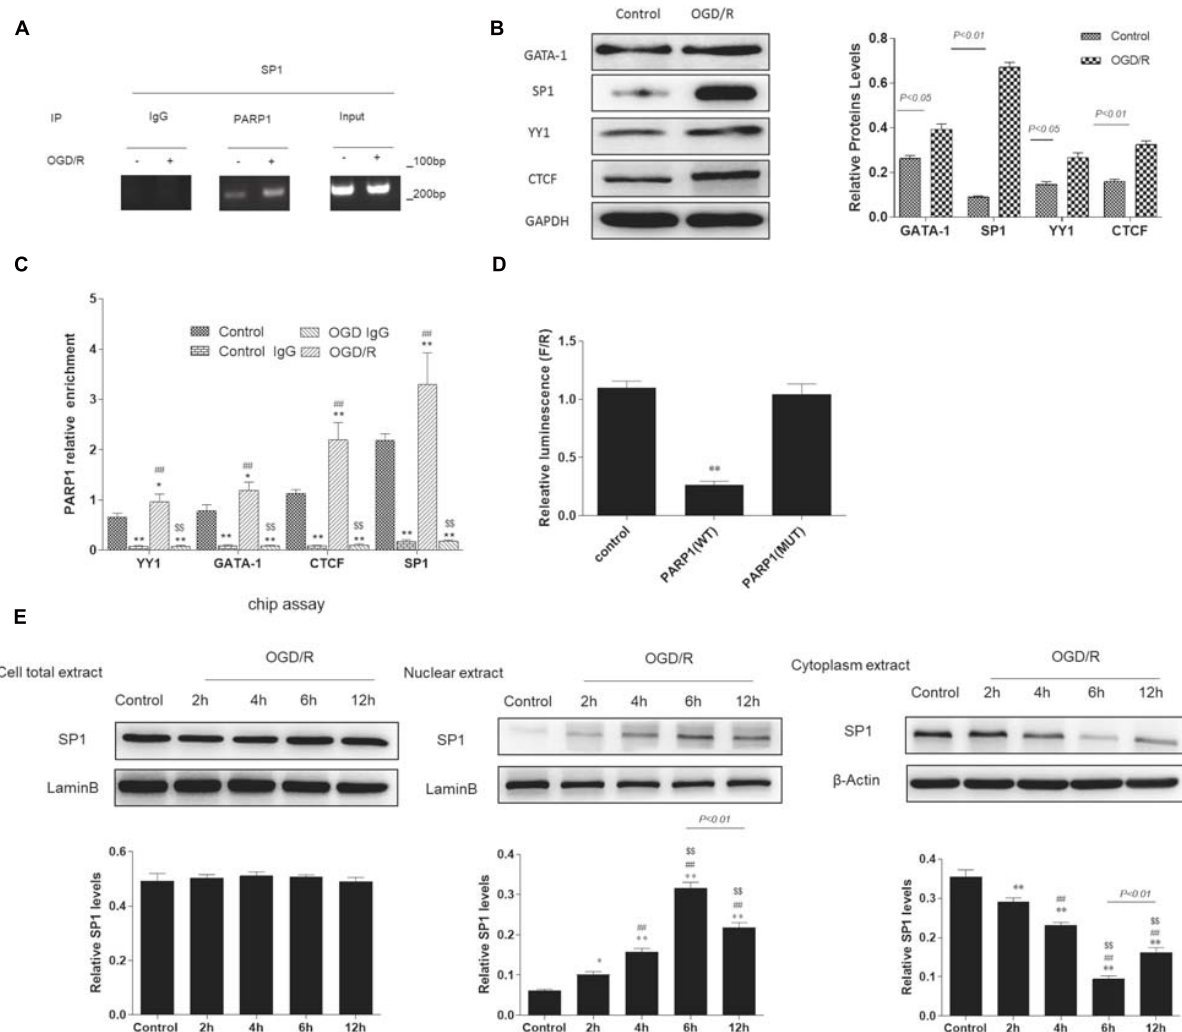 A
SP1
IP IgG PARP1 Input
OGD/R - + - + - +
_100bp
_200bp
B
Control OGD/R
GATA-1
SP1
YY1
CTCF
GAPDH
Relative Proteins Levels
0.8
0.6
0.4
0.2
0.0
P<0.05
P<0.01
P<0.05
P<0.01
Control
OGD/R
GATA-1 SP1 YY1 CTCF
C
PARP1 relative enrichment
5
4
3
2
1
0
Control
Control IgG
OGD IgG
OGD/R
** ## * $$ **
** ## * $$ **
** ## ** $$ **
** ## ** $$ **
YY1 GATA-1 CTCF SP1
chip assay
D
Releative luminescence (F/R)
1.5
1.0
0.5
0.0
**
control PARP1(WT) PARP1(MUT)
E
Cell total extract
OGD/R
Control 2h 4h 6h 12h
SP1
LaminB
Relative SP1 levels
0.6
0.4
0.2
0.0
Control 2h 4h 6h 12h
Nuclear extract
OGD/R
Control 2h 4h 6h 12h
SP1
LaminB
Relative SP1 levels
0.4
0.3
0.2
0.1
0.0
*
##
**
$$
##
**
P<0.01
$$
##
**
Control 2h 4h 6h 12h
Cytoplasm extract
OGD/R
Control 2h 4h 6h 12h
SP1
β-Actin
Relative SP1 levels
0.4
0.3
0.2
0.1
0.0
**
##
**
$$
##
**
P<0.01
$$
##
**
Control 2h 4h 6h 12h